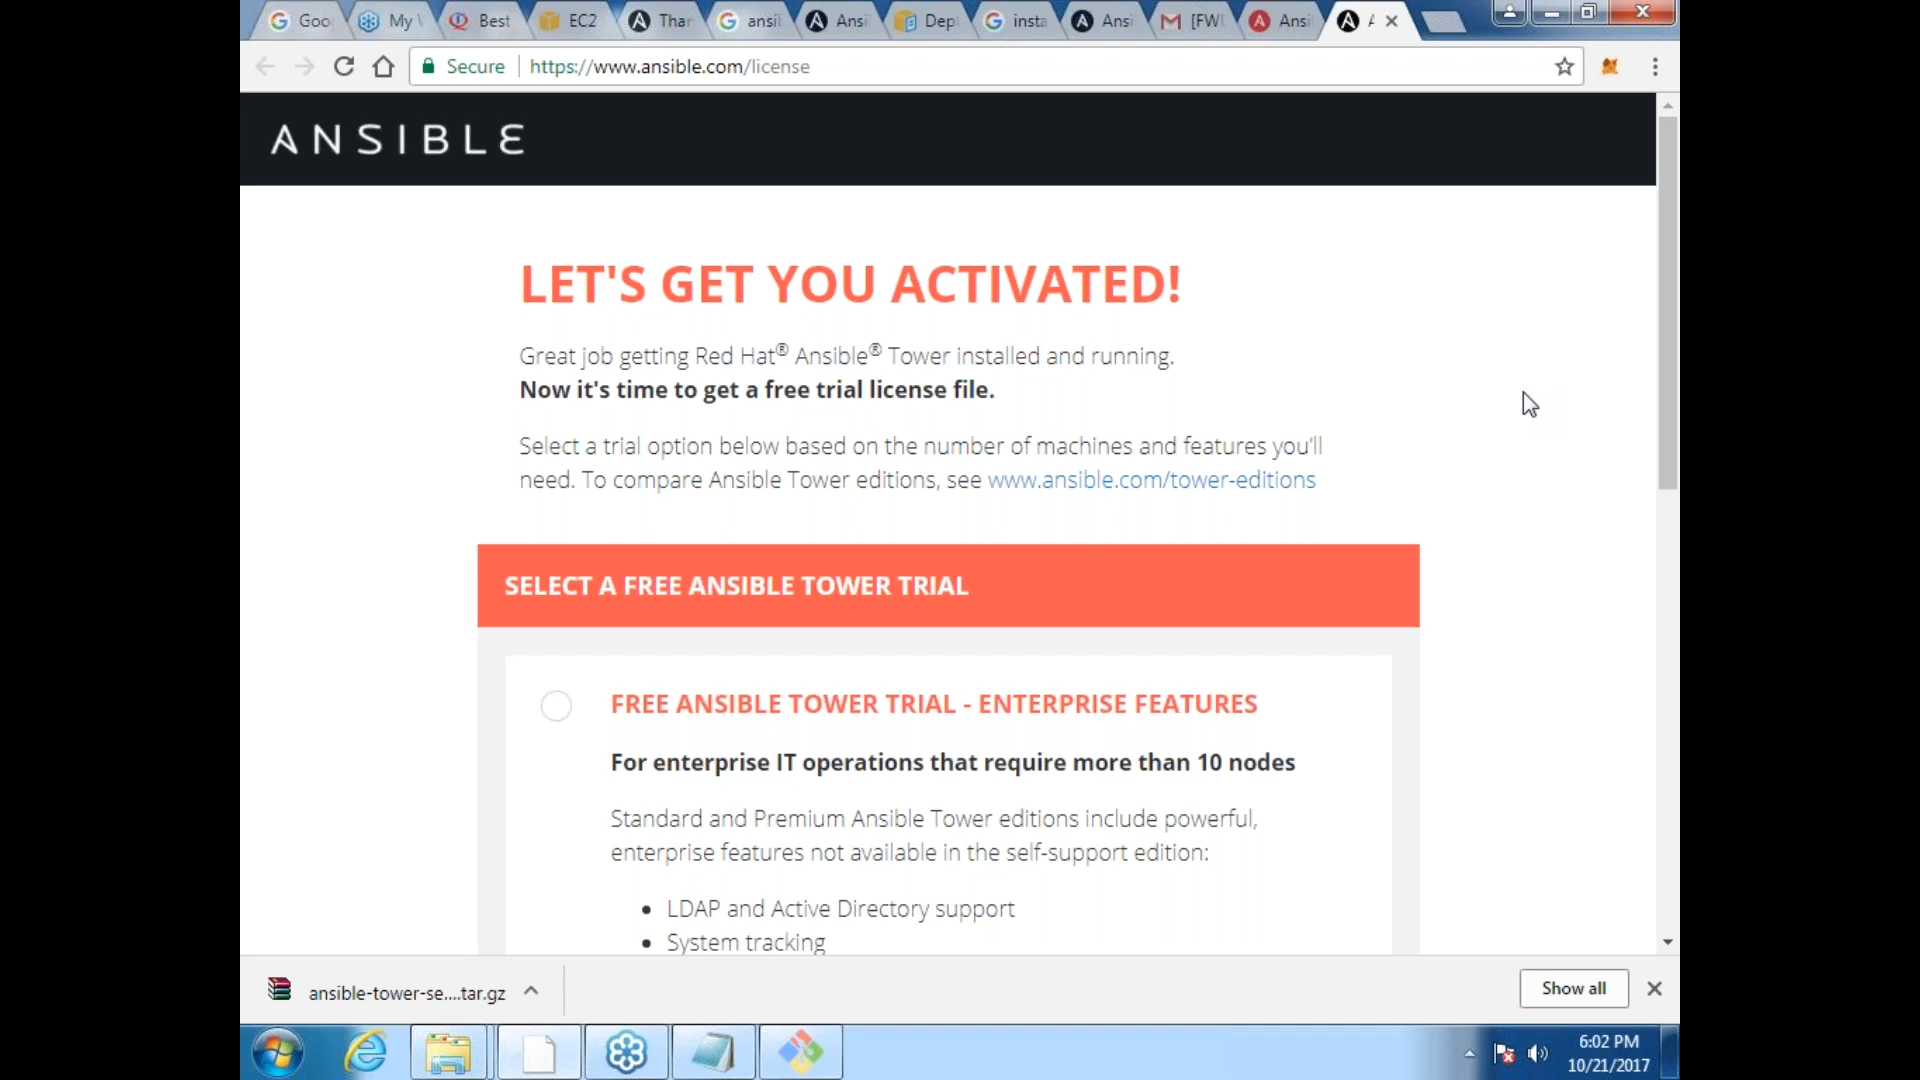 Goo
My
Best
EC2
Thar
ansil
Ansi
Dep
insta
Ansi
[FW
Ansi
Secure
https://www.ansible.com/license
ANSIBLE
LET'S GET YOU ACTIVATED!
Great job getting Red Hat® Ansible® Tower installed and running.
Now it's time to get a free trial license file.
Select a trial option below based on the number of machines and features you'll
need. To compare Ansible Tower editions, see www.ansible.com/tower-editions
SELECT A FREE ANSIBLE TOWER TRIAL
FREE ANSIBLE TOWER TRIAL - ENTERPRISE FEATURES
For enterprise IT operations that require more than 10 nodes
Standard and Premium Ansible Tower editions include powerful,
enterprise features not available in the self-support edition:
• LDAP and Active Directory support
• System tracking
ansible-tower-se....tar.gz
Show all
6:02 PM
10/21/2017